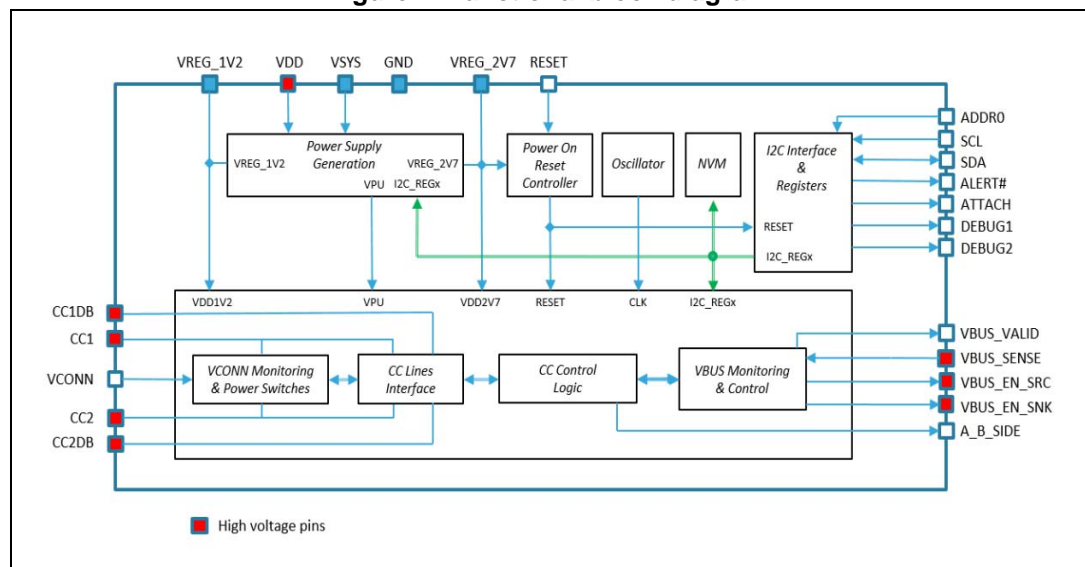 VREG_1V2 VDD VSYS GND VREG_2V7 RESET
Power Supply
Generation
VREG_1V2
VREG_2V7
VPU I2C_REGx
Power On
Reset
Controller
Oscillator
NVM
I2C Interface
&
Registers
RESET
I2C_REGx
ADDR0
SCL
SDA
ALERT#
ATTACH
DEBUG1
DEBUG2
VDD1V2 VPU VDD2V7 RESET CLK I2C_REGx
CC1DB
CC1
VCONN
CC2
CC2DB
VCONN Monitoring
& Power Switches
CC Lines
Interface
CC Control
Logic
VBUS Monitoring
& Control
VBUS_VALID
VBUS_SENSE
VBUS_EN_SRC
VBUS_EN_SNK
A_B_SIDE
High voltage pins